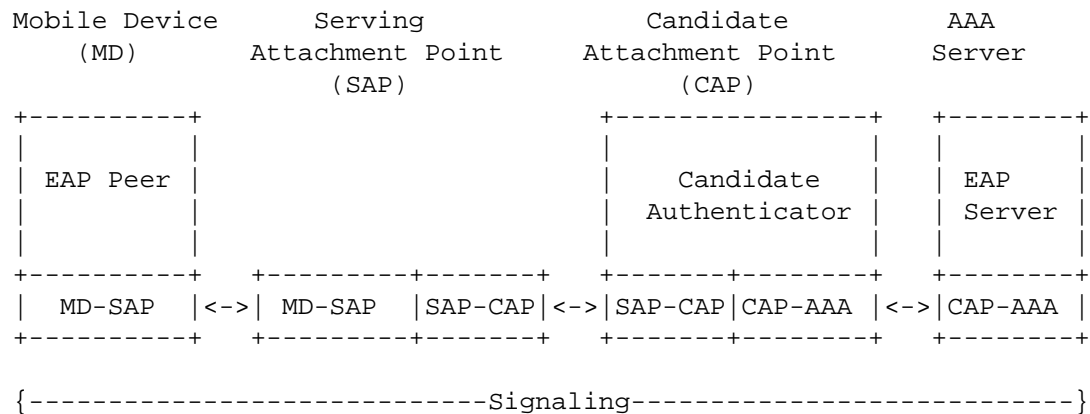 Mobile Device Serving Candidate AAA
(MD) Attachment Point Attachment Point Server
(SAP) (CAP)
+----------+ +----------------+ +--------+
| | | | | |
| EAP Peer | | Candidate | | EAP |
| | | Authenticator | | Server |
| | | | | |
+----------+ +---------+-------+ +-------+--------+ +--------+
| MD-SAP |<->| MD-SAP |SAP-CAP|<->|SAP-CAP|CAP-AAA |<->|CAP-AAA |
+----------+ +---------+-------+ +-------+--------+ +--------+
{-----------------------------Signaling----------------------------}